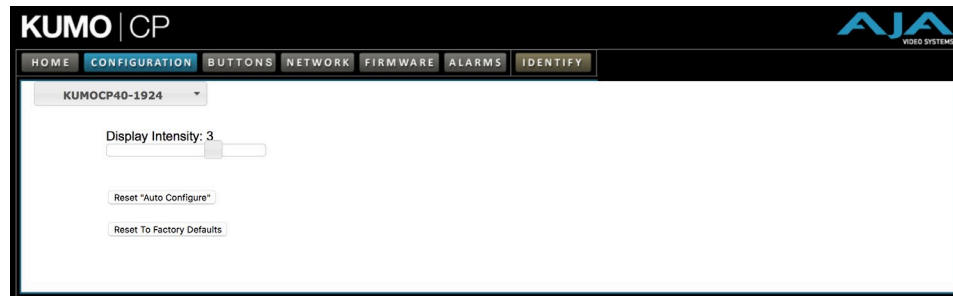 KUMO | CP
AJA
VIDEO SYSTEMS
HOME CONFIGURATION BUTTONS NETWORK FIRMWARE ALARMS IDENTIFY
KUMOCP40-1924
Display Intensity: 3
Reset "Auto Configure"
Reset To Factory Defaults